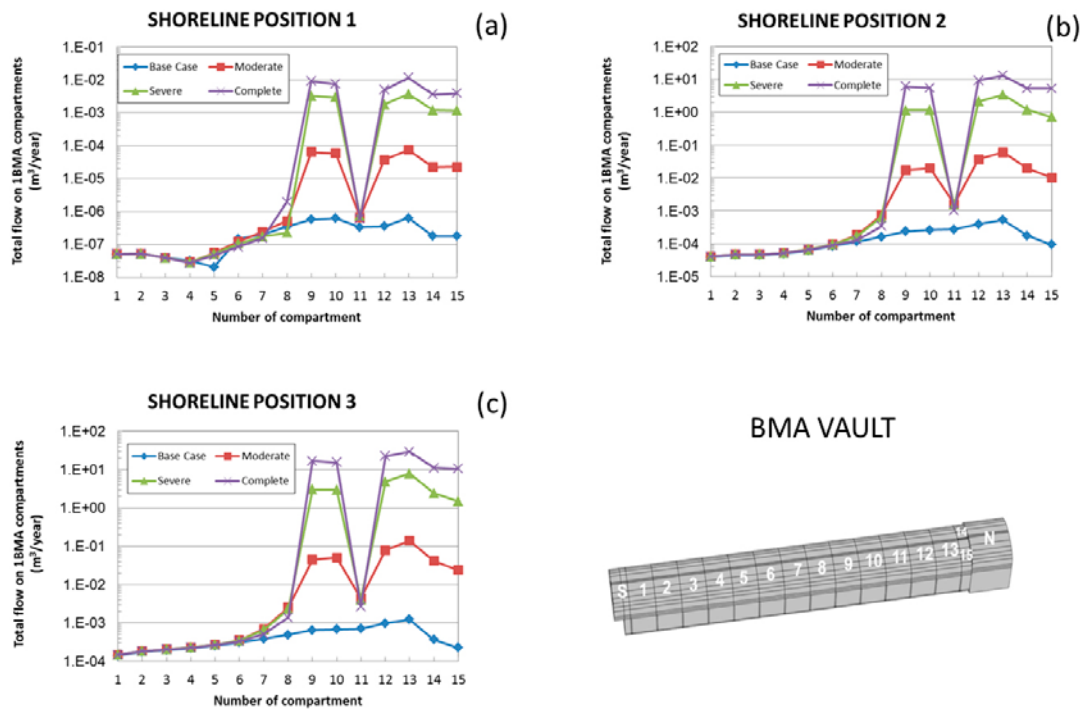 SHORELINE POSITION 1
(a)
Total flow on 1BMA compartments
(m³/year)
1.E-01
1.E-02
1.E-03
1.E-04
1.E-05
1.E-06
1.E-07
1.E-08
Base Case
Moderate
Severe
Complete
1 2 3 4 5 6 7 8 9 10 11 12 13 14 15
Number of compartment
SHORELINE POSITION 2
(b)
Total flow on 1BMA compartments
(m³/year)
1.E+02
1.E+01
1.E+00
1.E-01
1.E-02
1.E-03
1.E-04
1.E-05
Base Case
Moderate
Severe
Complete
1 2 3 4 5 6 7 8 9 10 11 12 13 14 15
Number of compartment
SHORELINE POSITION 3
(c)
Total flow on 1BMA compartments
(m³/year)
1.E+02
1.E+01
1.E+00
1.E-01
1.E-02
1.E-03
1.E-04
Base Case
Moderate
Severe
Complete
1 2 3 4 5 6 7 8 9 10 11 12 13 14 15
Number of compartment
BMA VAULT
S 1 2 3 4 5 6 7 8 9 10 11 12 13 14 15 N